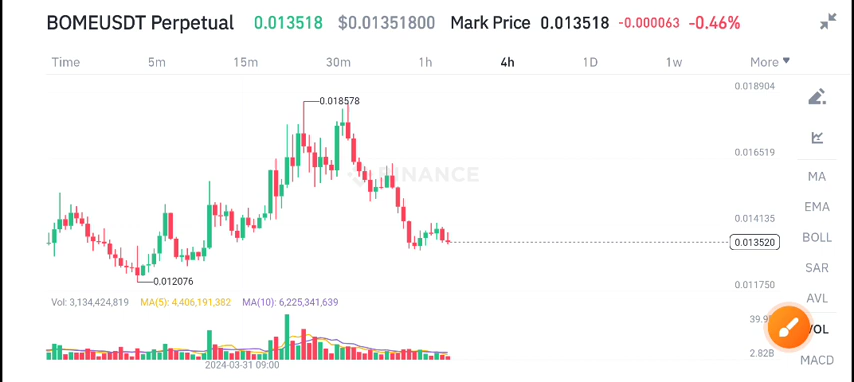 BOMEUSDT Perpetual 0.013518 $0.01351800 Mark Price 0.013518 -0.000063 -0.46%
Time 5m 15m 30m 1h 4h 1D 1w More
0.018904
0.018578
0.016519
MA
BINANCE
EMA
0.014135
BOLL
0.013520
SAR
0.012076
0.011750
AVL
Vol: 3,134,424,819 MA(5): 4,406,191,382 MA(10): 6,225,341,639
VOL
2.82B
MACD
2024-03-31 09:00